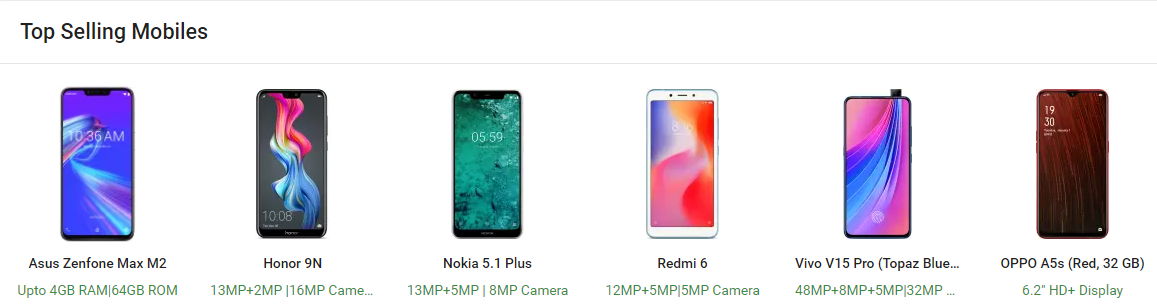 Top Selling Mobiles
10:36 AM
10:08
honor
05:59
NOKIA
19
30
Asus Zenfone Max M2
Honor 9N
Nokia 5.1 Plus
Redmi 6
Vivo V15 Pro (Topaz Blue...
OPPO A5s (Red, 32 GB)
Upto 4GB RAM|64GB ROM
13MP+2MP |16MP Came...
13MP+5MP | 8MP Camera
12MP+5MP|5MP Camera
48MP+8MP+5MP|32MP ...
6.2" HD+ Display